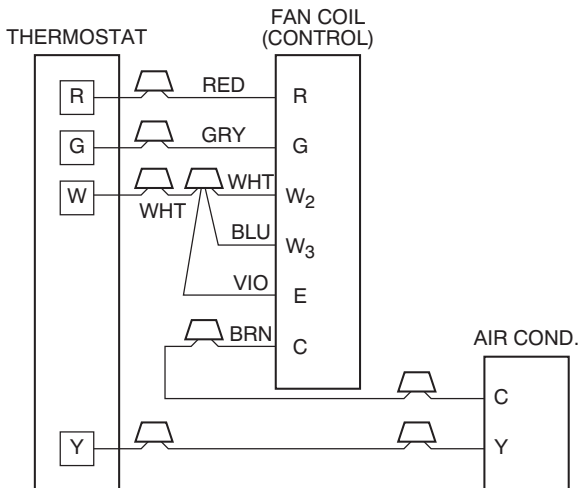 THERMOSTAT
FAN COIL
(CONTROL)
R RED R
G GRY G
W WHT WHT W2
BLU W3
VIO E
BRN C
AIR COND.
C
Y Y